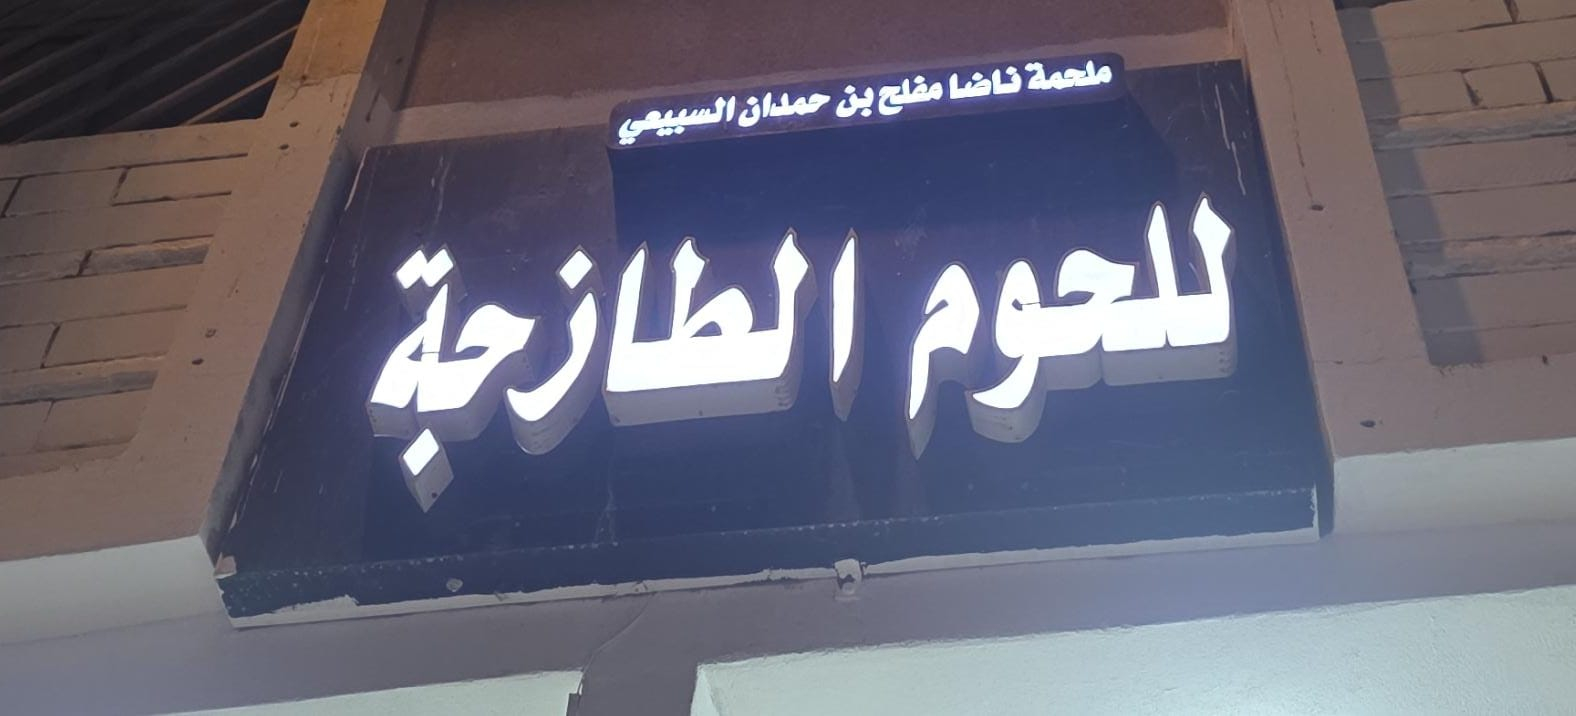 ملحمة ناضا مفلح بن حمدان السبيعي
للحوم الطازجة